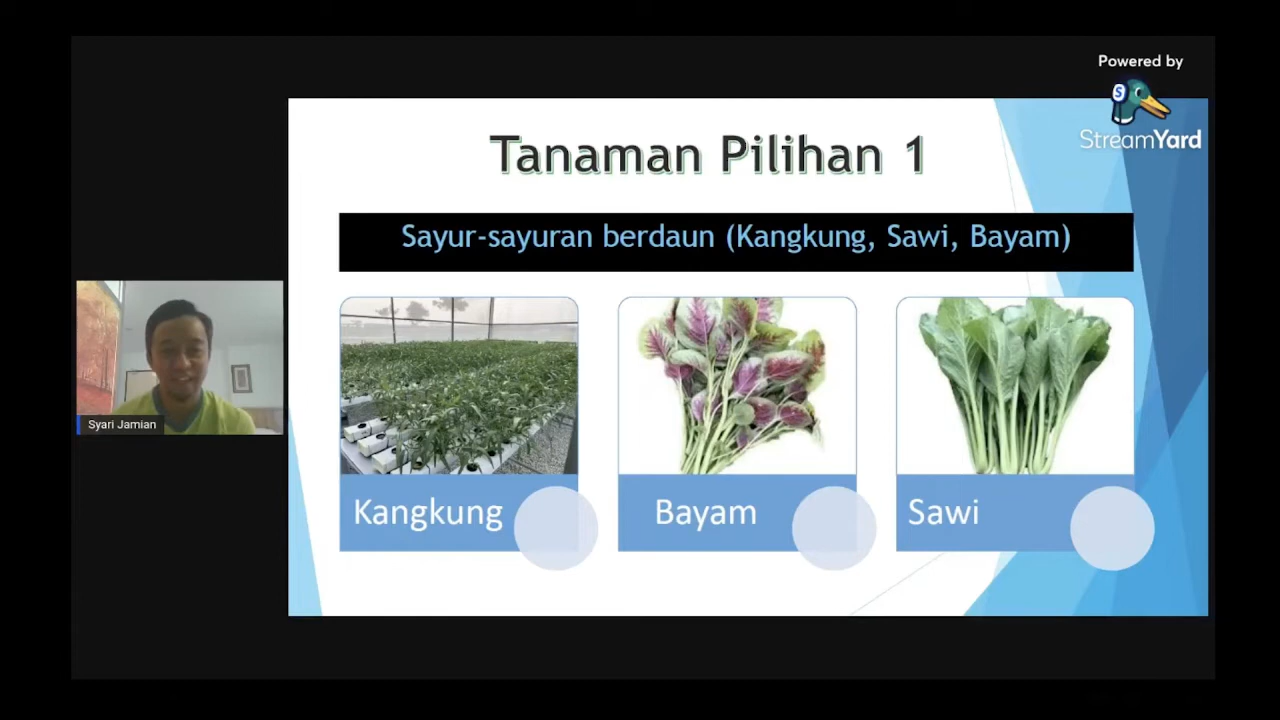 Powered by
StreamYard
Tanaman Pilihan 1
Sayur-sayuran berdaun (Kangkung, Sawi, Bayam)
Syari Jamian
Kangkung
Bayam
Sawi